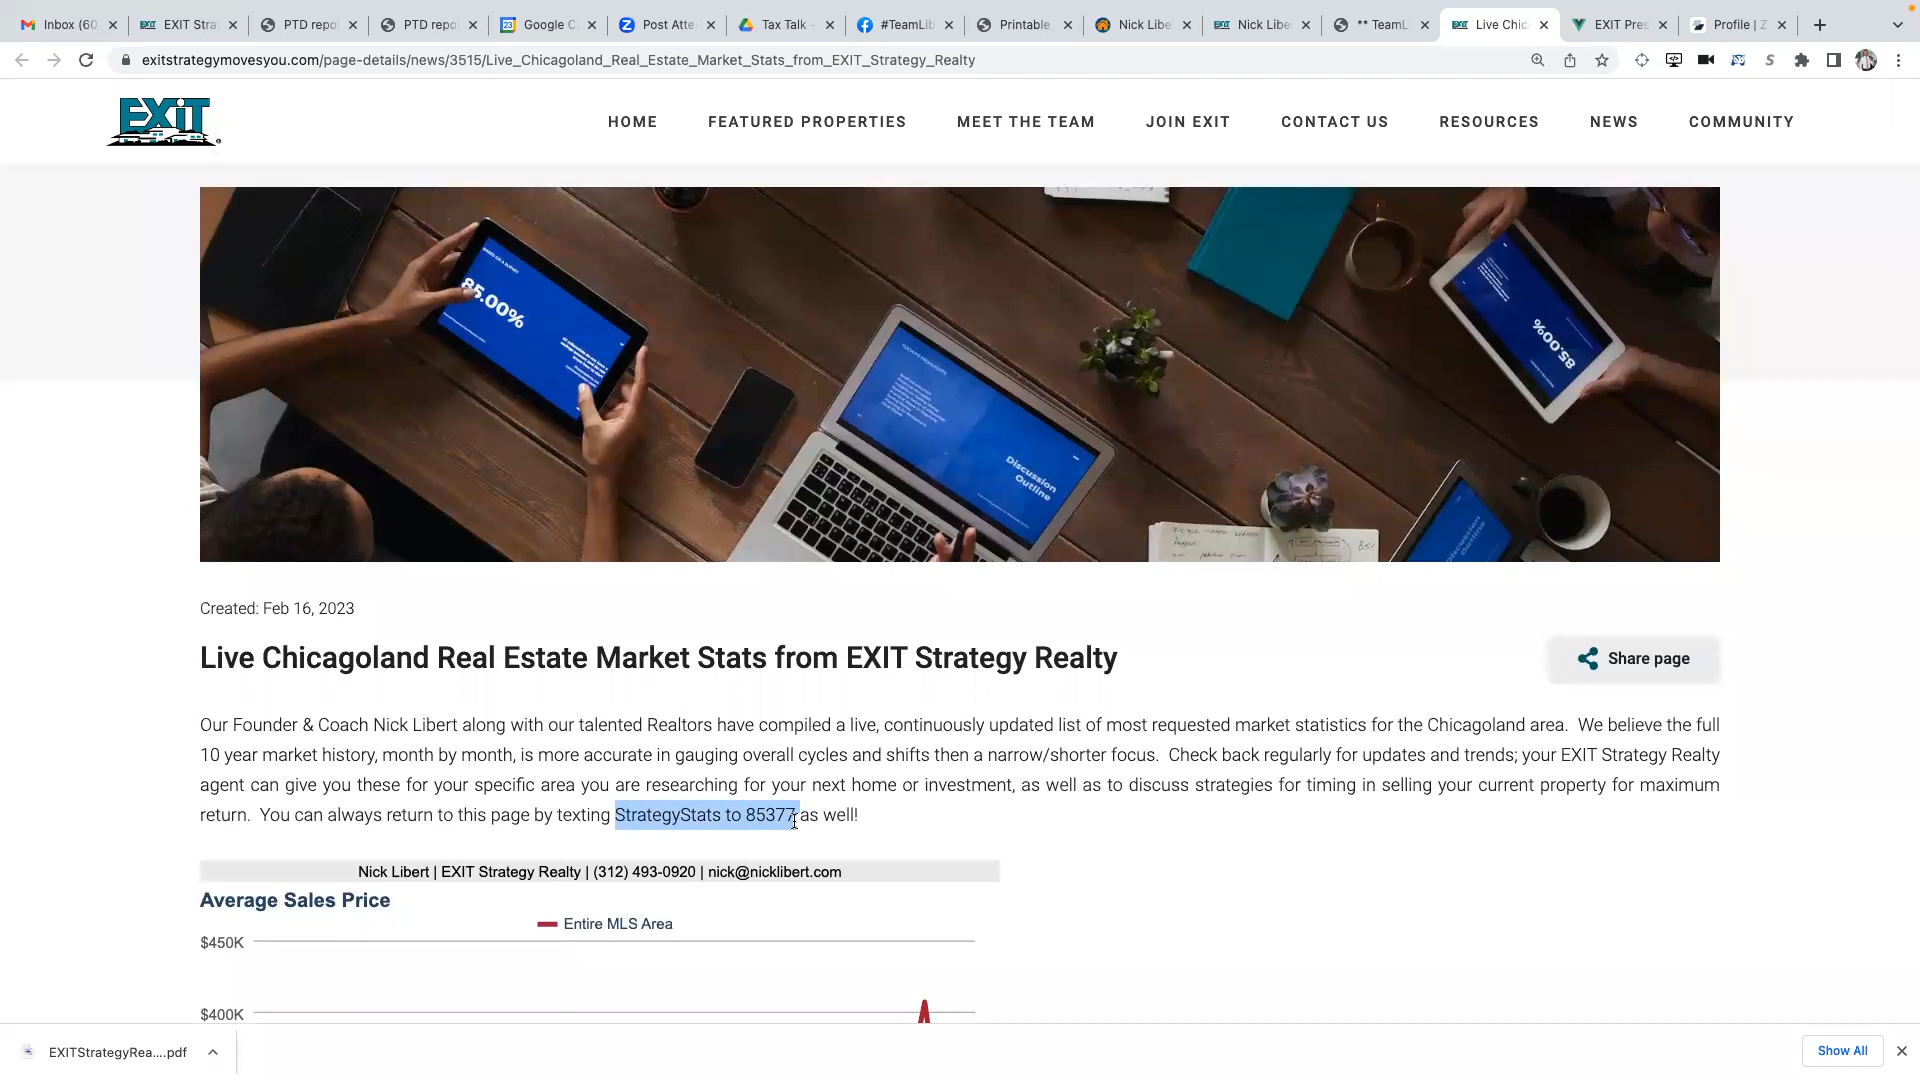 Inbox (60
EXIT Stra
PTD repo
PTD repo
Google C
Post Atte
Tax Talk -
#TeamLib
Printable
Nick Libe
Nick Libe
** TeamL
Live Chic
EXIT Pres
Profile | Z
exitstrategymovesyou.com/page-details/news/3515/Live_Chicagoland_Real_Estate_Market_Stats_from_EXIT_Strategy_Realty
EXIT
HOME FEATURED PROPERTIES MEET THE TEAM JOIN EXIT CONTACT US RESOURCES NEWS COMMUNITY
85.00%
Discussion
Outline
85.00%
Created: Feb 16, 2023
Live Chicagoland Real Estate Market Stats from EXIT Strategy Realty
Share page
Our Founder & Coach Nick Libert along with our talented Realtors have compiled a live, continuously updated list of most requested market statistics for the Chicagoland area. We believe the full
10 year market history, month by month, is more accurate in gauging overall cycles and shifts then a narrow/shorter focus. Check back regularly for updates and trends; your EXIT Strategy Realty
agent can give you these for your specific area you are researching for your next home or investment, as well as to discuss strategies for timing in selling your current property for maximum
return. You can always return to this page by texting StrategyStats to 85377 as well!
Nick Libert | EXIT Strategy Realty | (312) 493-0920 | nick@nicklibert.com
Average Sales Price
Entire MLS Area
$450K
$400K
EXITStrategyRea....pdf
Show All